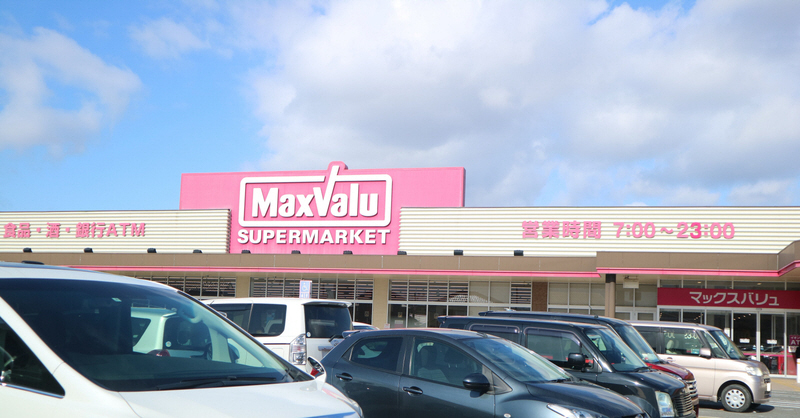 MaxValu
SUPERMARKET
食品・酒・銀行ATM
営業時間 7:00～23:00
マックスバリュ